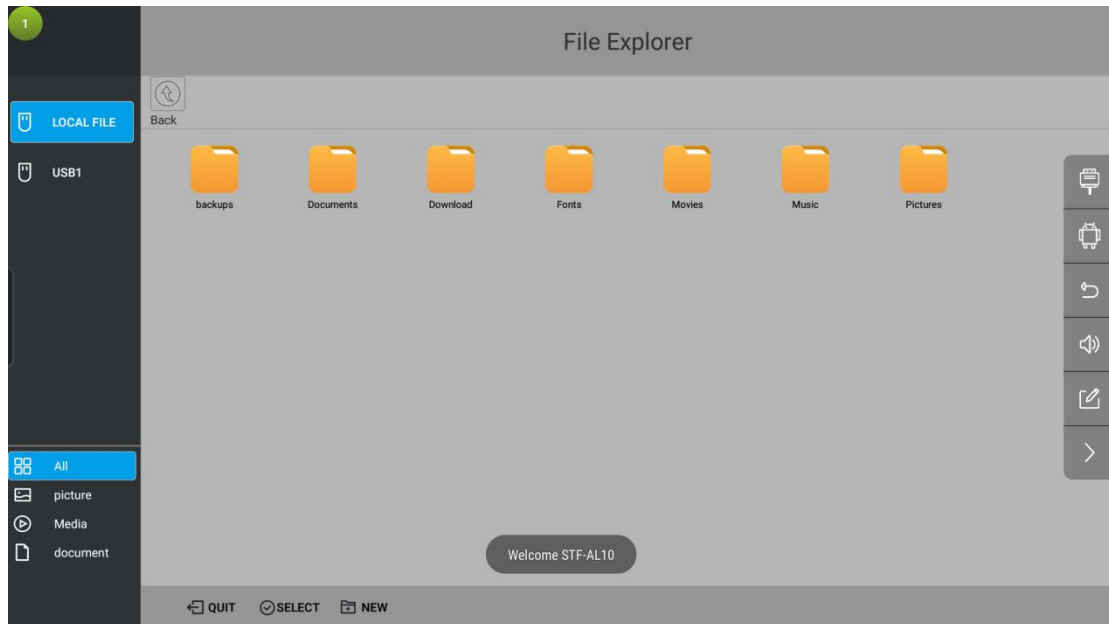 1
File Explorer
LOCAL FILE
USB1
Back
backups Documents Download Fonts Movies Music Pictures
All
picture
Media
document
Welcome STF-AL10
QUIT SELECT NEW